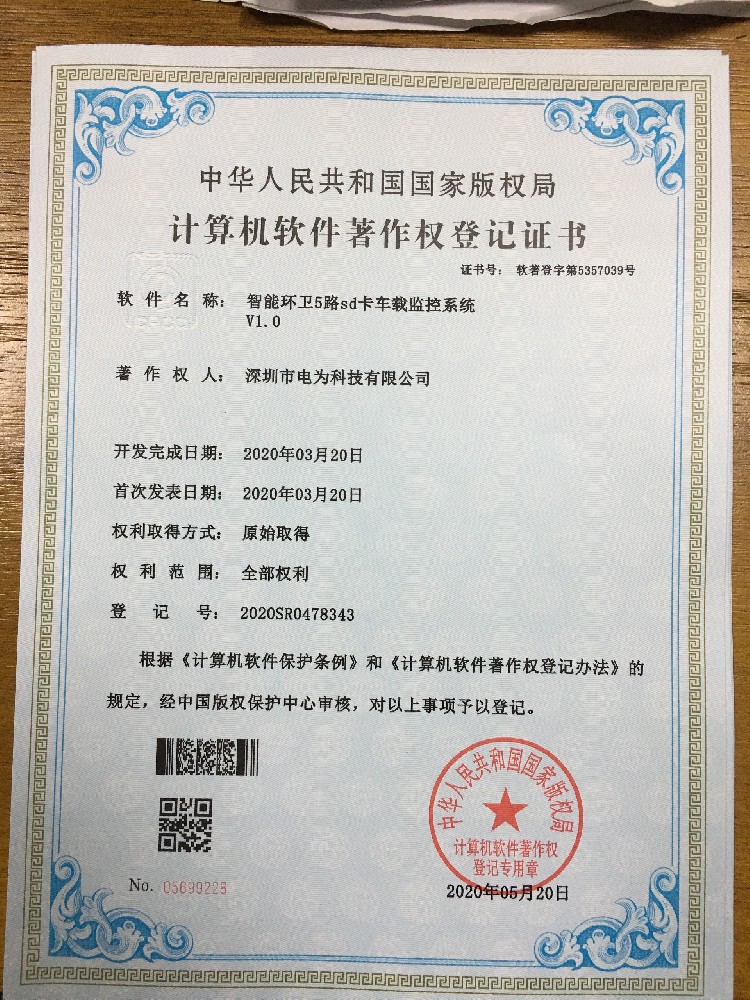 中华人民共和国国家版权局
计算机软件著作权登记证书
证书号： 软著登字第5357039号
软件名称： 智能环卫5路sd卡车载监控系统
V1.0
著作权人： 深圳市电为科技有限公司
开发完成日期： 2020年03月20日
首次发表日期： 2020年03月20日
权利取得方式： 原始取得
权利范围： 全部权利
登记号： 2020SR0478343
根据《计算机软件保护条例》和《计算机软件著作权登记办法》的
规定，经中国版权保护中心审核，对以上事项予以登记。
中华人民共和国国家版权局
计算机软件著作权
登记专用章
No. 05699228
2020年05月20日